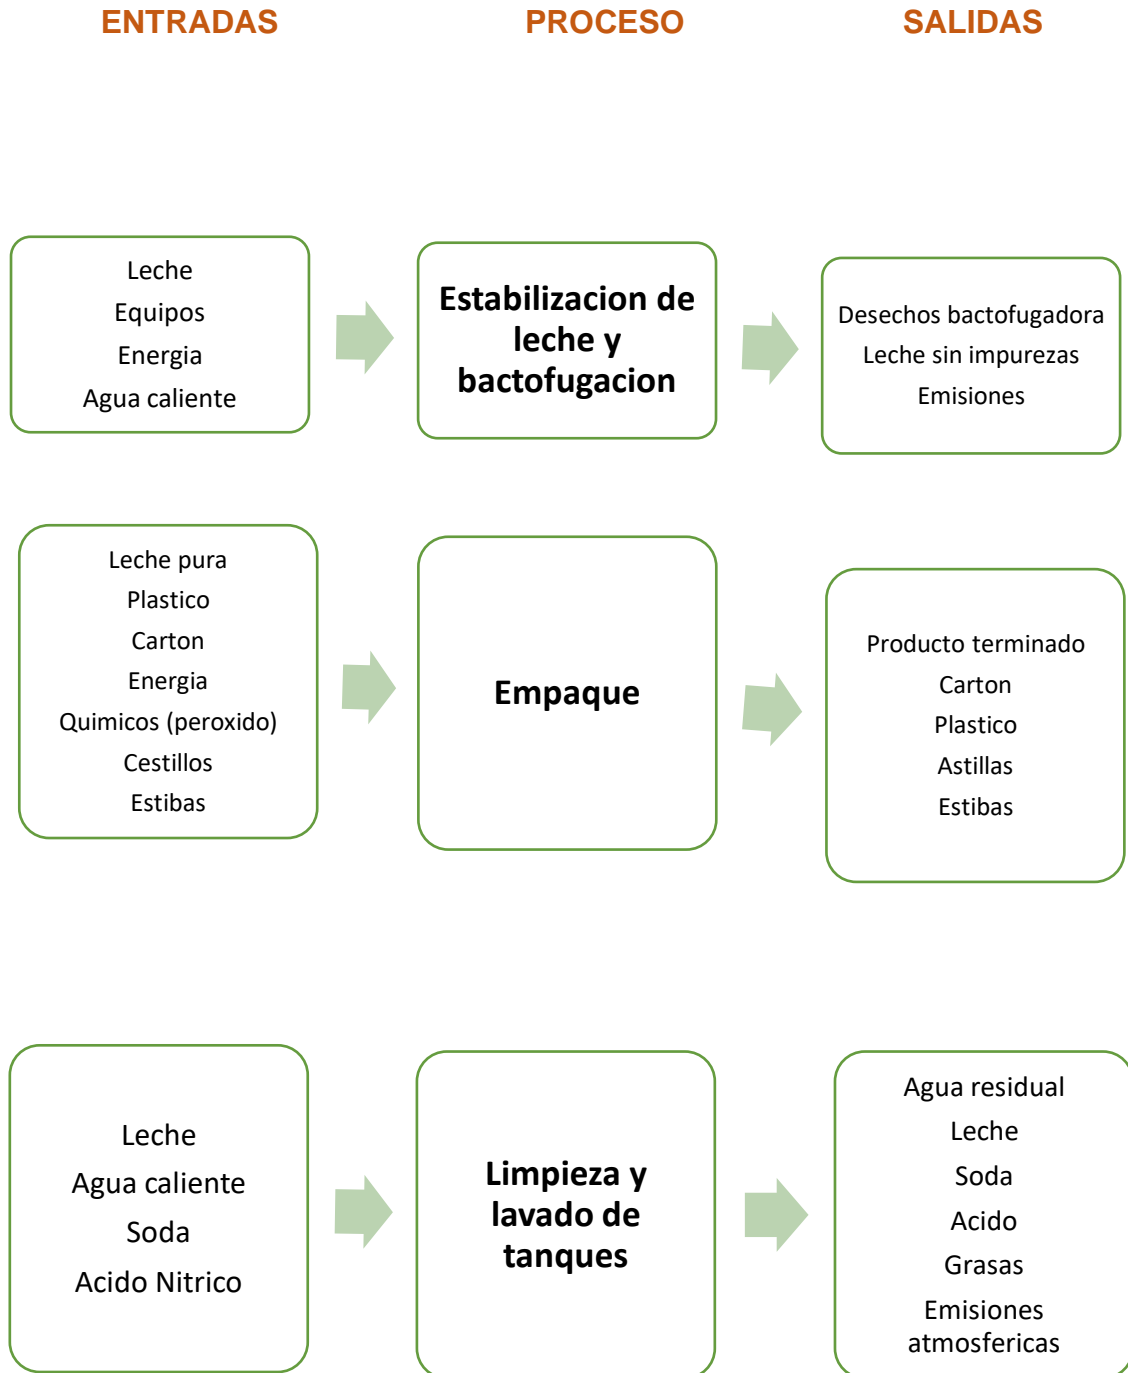 ENTRADAS PROCESO SALIDAS
Leche
Equipos
Energia
Agua caliente
Estabilizacion de
leche y
bactofugacion
Desechos bactofugadora
Leche sin impurezas
Emisiones
Leche pura
Plastico
Carton
Energia
Quimicos (peroxido)
Cestillos
Estibas
Empaque
Producto terminado
Carton
Plastico
Astillas
Estibas
Leche
Agua caliente
Soda
Acido Nitrico
Limpieza y
lavado de
tanques
Agua residual
Leche
Soda
Acido
Grasas
Emisiones
atmosfericas